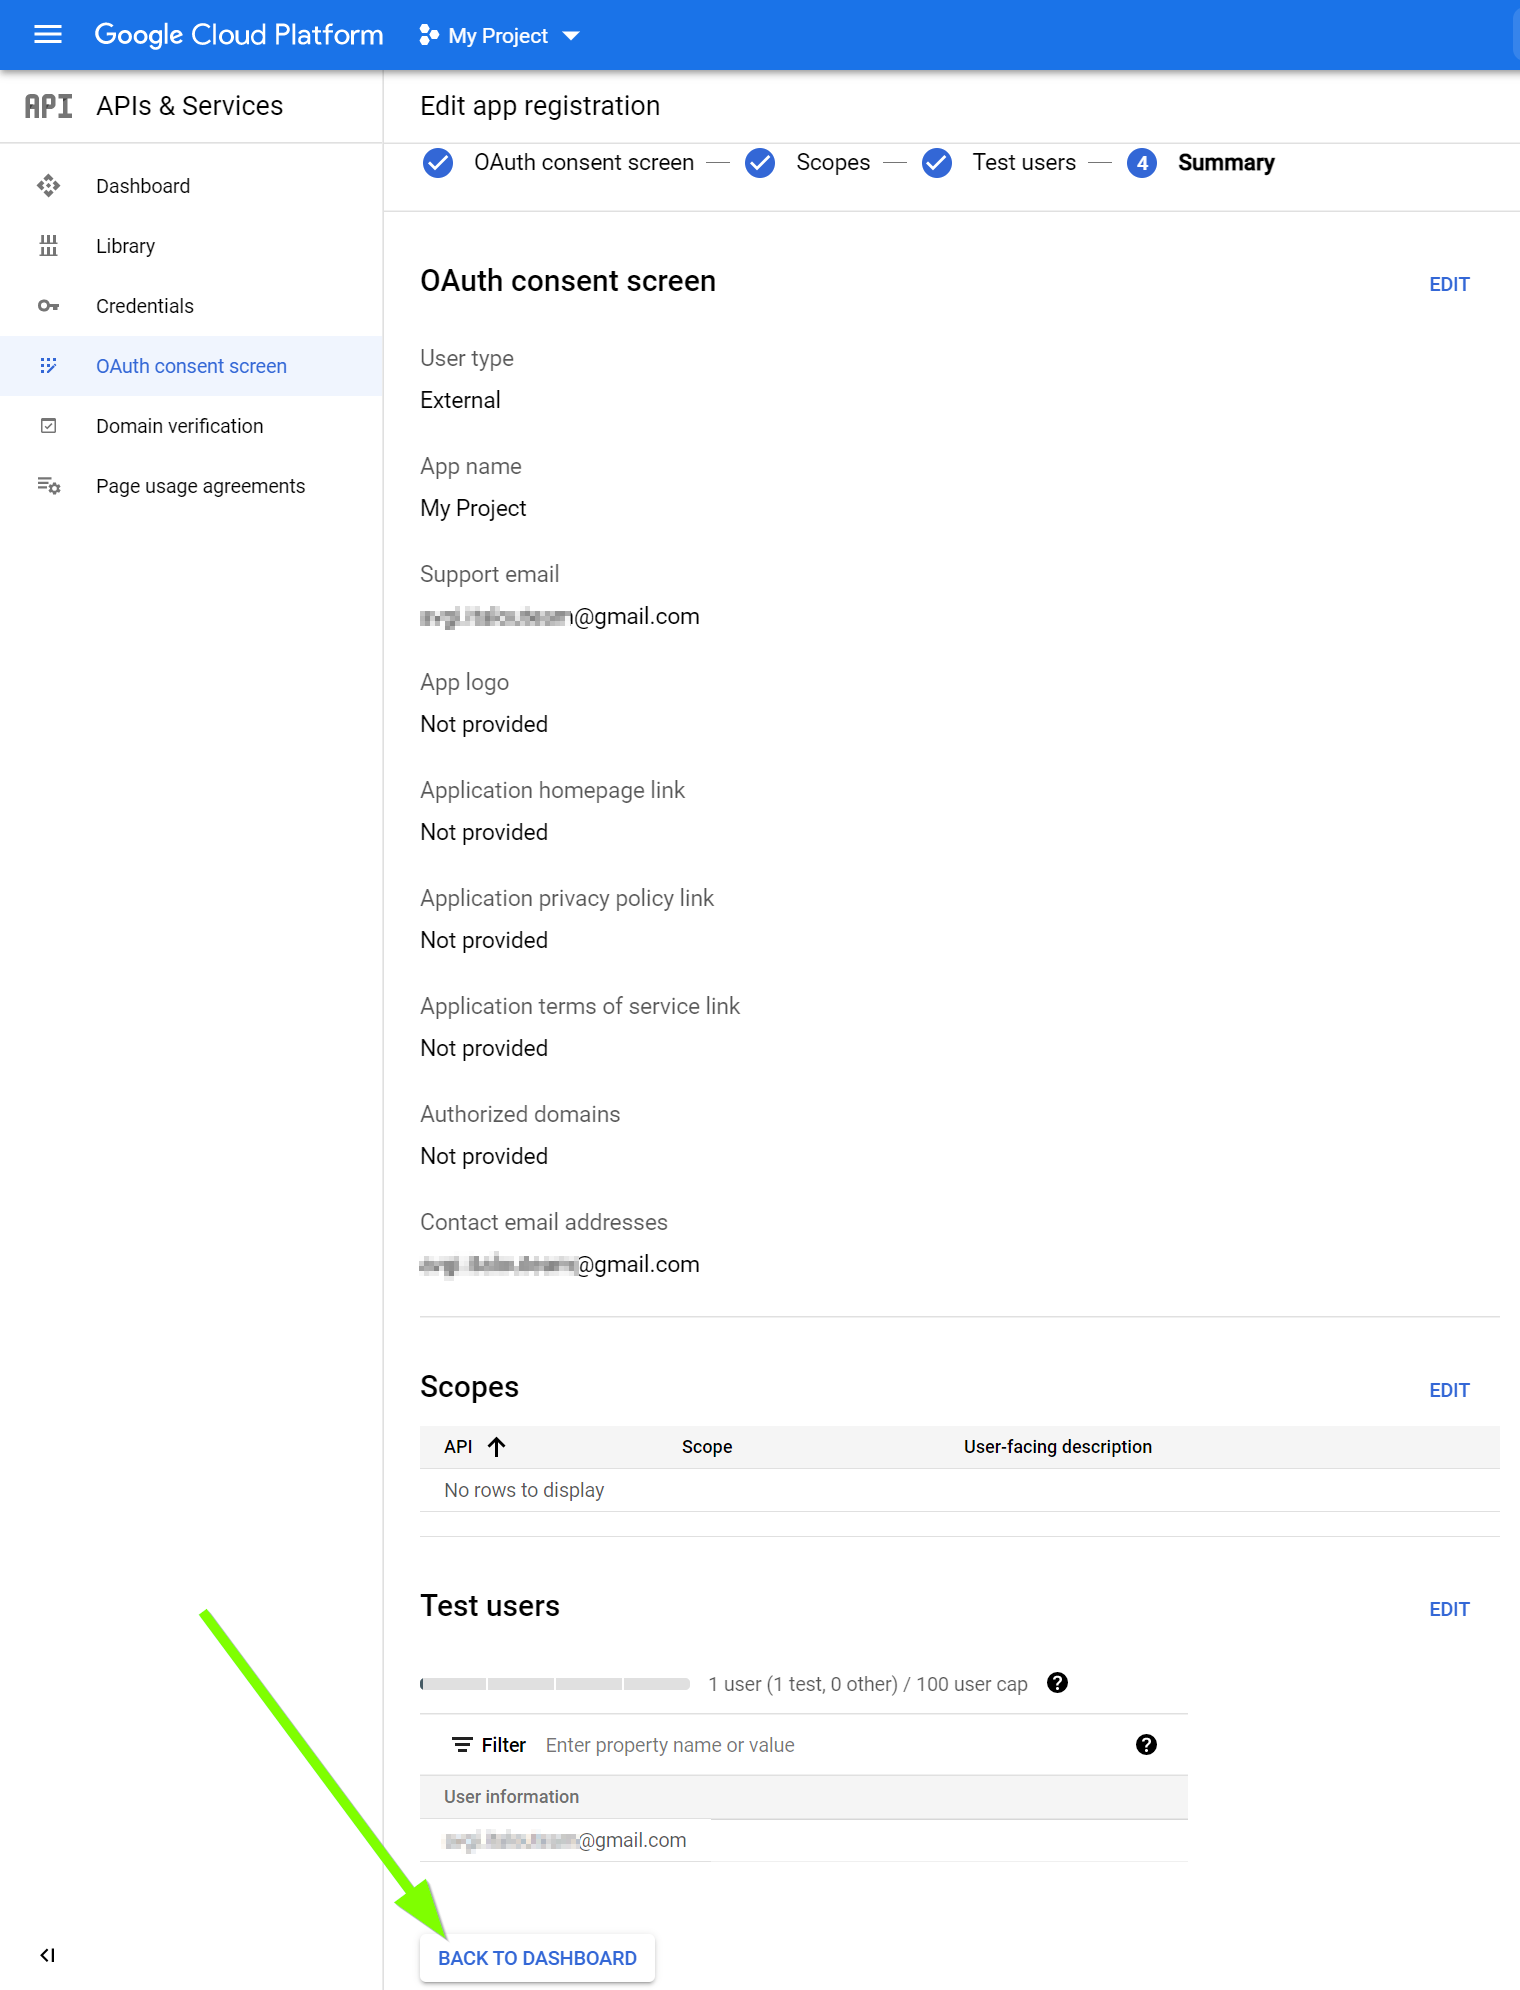 Google Cloud Platform My Project
API APIs & Services
Edit app registration
OAuth consent screen Scopes Test users 4 Summary
Dashboard
Library
Credentials
OAuth consent screen
Domain verification
Page usage agreements
OAuth consent screen EDIT
User type
External
App name
My Project
Support email
@gmail.com
App logo
Not provided
Application homepage link
Not provided
Application privacy policy link
Not provided
Application terms of service link
Not provided
Authorized domains
Not provided
Contact email addresses
@gmail.com
Scopes EDIT
API Scope User-facing description
No rows to display
Test users EDIT
1 user (1 test, 0 other) / 100 user cap ?
Filter Enter property name or value ?
User information
@gmail.com
BACK TO DASHBOARD